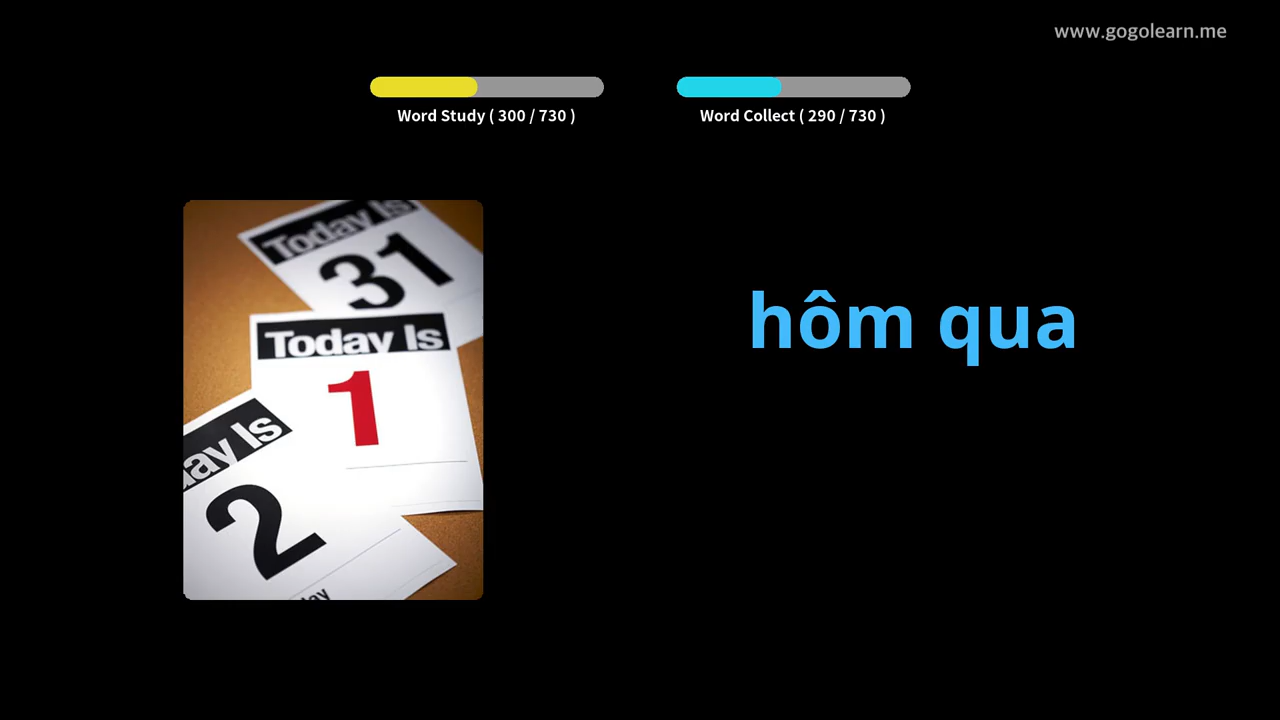 www.gogolearn.me
Word Study ( 300 / 730 )
Word Collect ( 290 / 730 )
Today Is
31
Today Is
1
ay Is
2
hôm qua